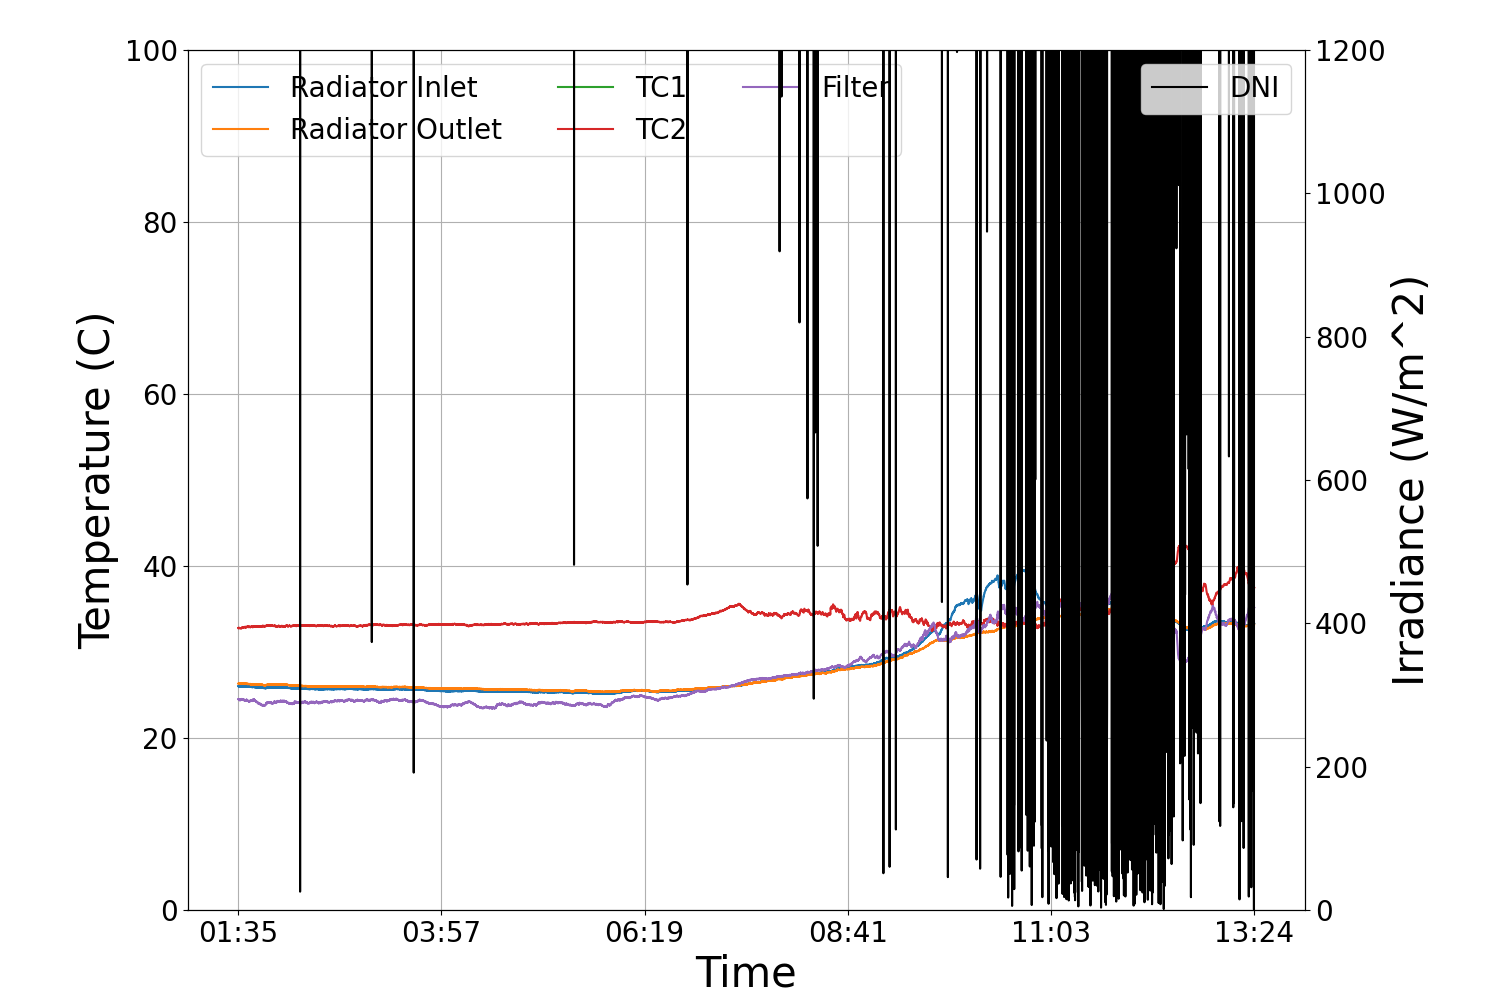 100
80
60
40
20
0
Temperature (C)
Radiator Inlet
Radiator Outlet
TC1
TC2
Filter
DNI
1200
1000
800
600
400
200
0
Irradiance (W/m^2)
01:35 03:57 06:19 08:41 11:03 13:24
Time